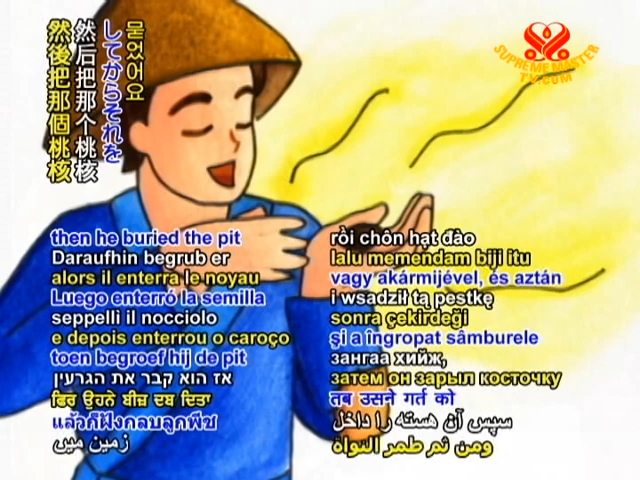 묻었어요
してからそれを
然后把那个桃核
然後把那個桃核
SUPREME MASTER
TV.COM
then he buried the pit
Daraufhin begrub er
alors il enterra le noyau
Luego enterró la semilla
seppellì il nocciolo
e depois enterrou o caroço
toen begroef hij de pit
אז הוא קבר את הגרעין
ਫਿਰ ਉਹਨੇ ਬੀਜ਼ ਦਬ ਦਿਤਾ
แล้วก็ฝังกลบลูกพีช
زمین میں
rồi chôn hạt đào
lalu memendam biji itu
vagy akármijével, és aztán
i wsadził tą pestkę
sonra çekirdeği
şi a îngropat sâmburele
зангаа хийж,
затем он зарыл косточку
तब उसने गर्त को
سپس آن هسته را داخل
ومن ثم طمر النواة